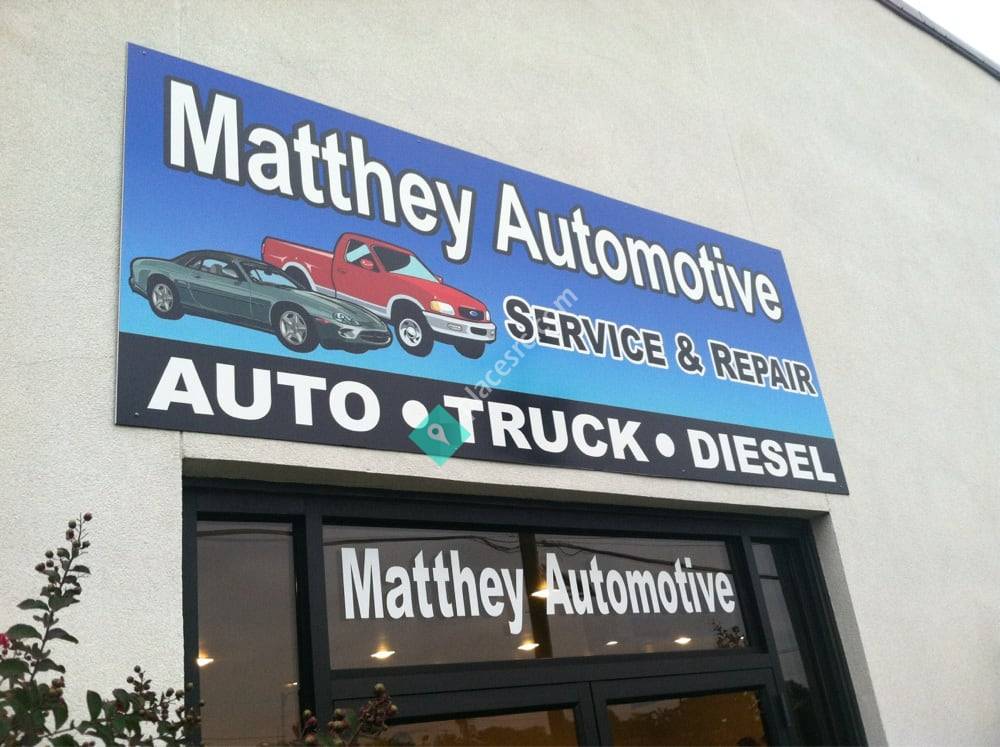 Matthey Automotive
SERVICE & REPAIR
AUTO • TRUCK • DIESEL
Matthey Automotive